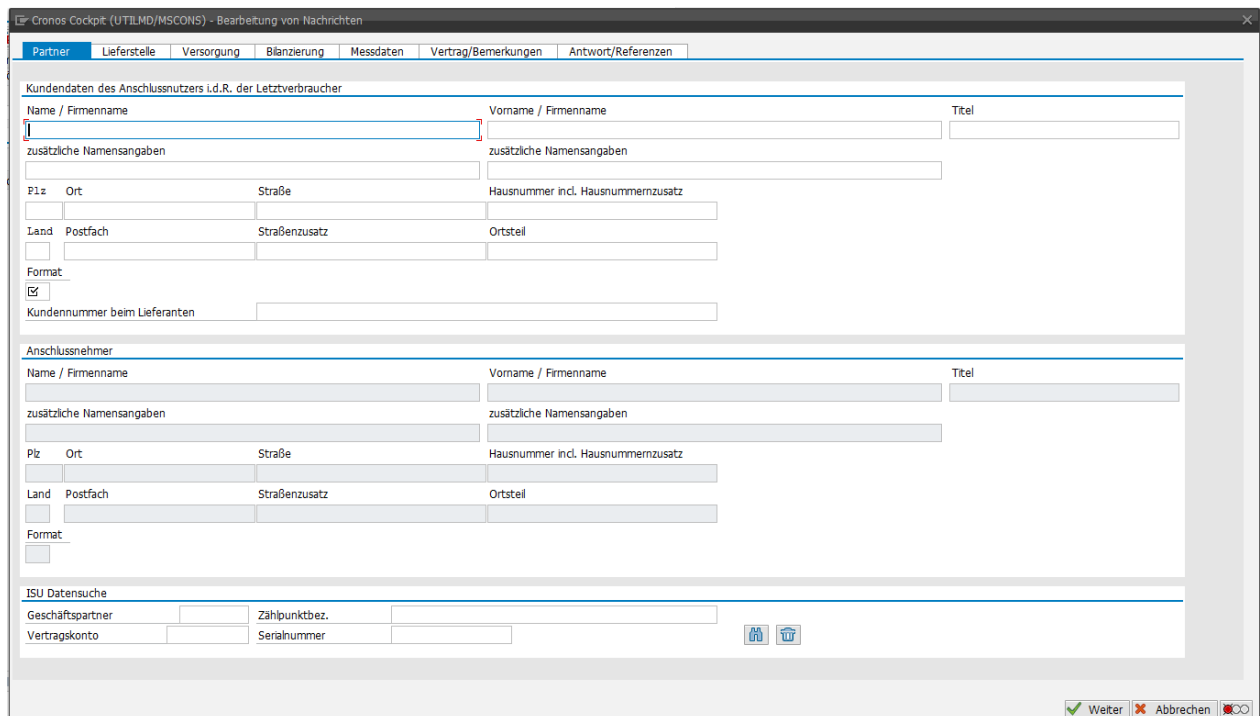 Cronos Cockpit (UTILMD/MSCONS) - Bearbeitung von Nachrichten
Partner Lieferstelle Versorgung Bilanzierung Messdaten Vertrag/Bemerkungen Antwort/Referenzen
Kundendaten des Anschlussnutzers i.d.R. der Letztverbraucher
Name / Firmenname Vorname / Firmenname Titel
zusätzliche Namensangaben zusätzliche Namensangaben
Plz Ort Straße Hausnummer incl. Hausnummernzusatz
Land Postfach Straßenzusatz Ortsteil
Format
Kundennummer beim Lieferanten
Anschlussnehmer
Name / Firmenname Vorname / Firmenname Titel
zusätzliche Namensangaben zusätzliche Namensangaben
Plz Ort Straße Hausnummer incl. Hausnummernzusatz
Land Postfach Straßenzusatz Ortsteil
Format
ISU Datensuche
Geschäftspartner Zählpunktbez.
Vertragskonto Serialnummer
Weiter Abbrechen